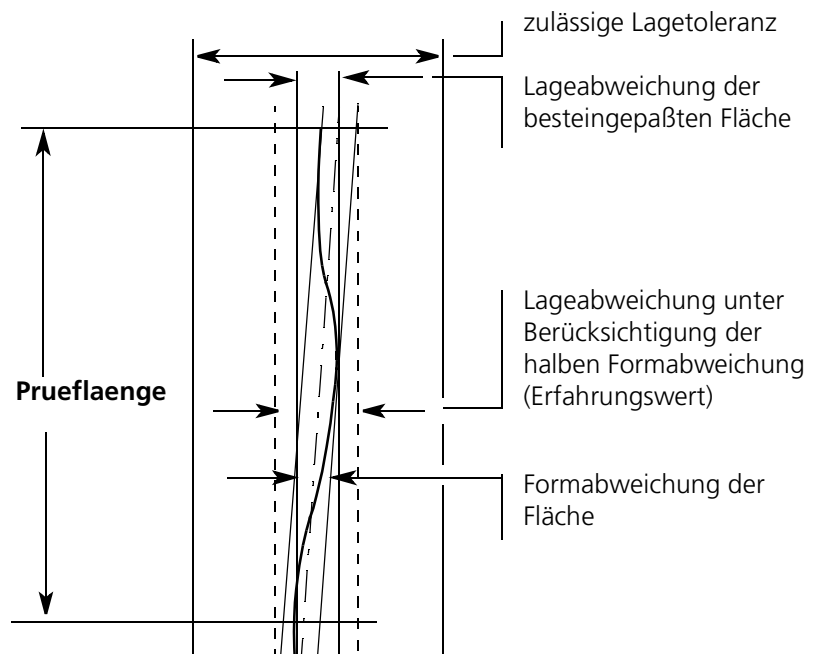 zulässige Lagetoleranz
Lageabweichung der
besteingepaßten Fläche
Lageabweichung unter
Berücksichtigung der
halben Formabweichung
(Erfahrungswert)
Prueflaenge
Formabweichung der
Fläche